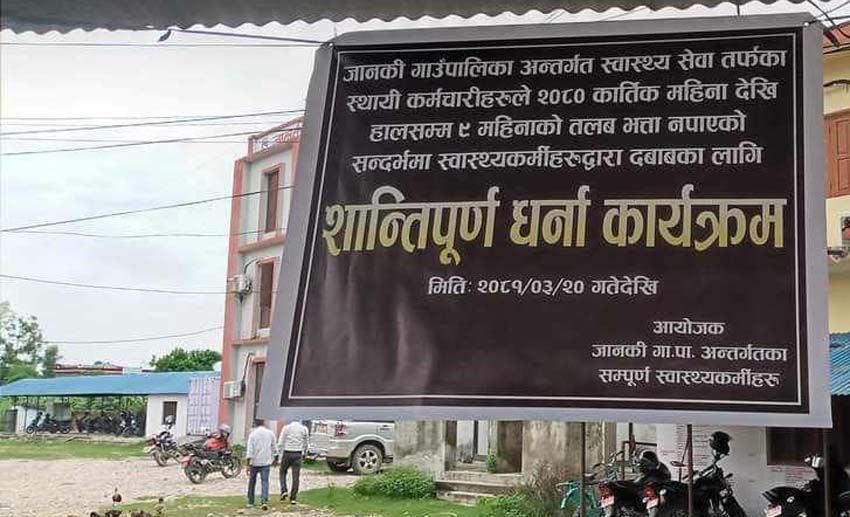 जानकी गाउँपालिका अन्तर्गत स्वास्थ्य सेवा तर्फका
स्थायी कर्मचारीहरुले २०८० कार्तिक महिना देखि
हालसम्म ९ महिनाको तलब भत्ता नपाएको
सन्दर्भमा स्वास्थ्यकर्मीहरुद्वारा दबाबका लागि
शान्तिपूर्ण धर्ना कार्यक्रम
मितिः २०८१/०३/२० गतेदेखि
आयोजक
जानकी गा.पा. अन्तर्गतका
सम्पूर्ण स्वास्थ्यकर्मीहरु